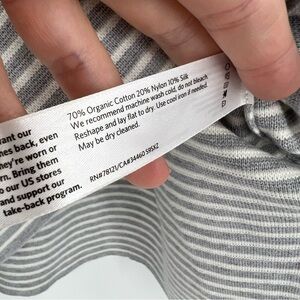 70% Organic Cotton 20% Nylon 10% Silk
We recommend machine wash cold, do not bleach
Reshape and lay flat to dry. Use cool iron if needed.
May be dry cleaned.
RN#78121/CA#34460
ant our
es back, even
ey're worn or
rn. Bring them
o our US stores
and support our
take-back program.